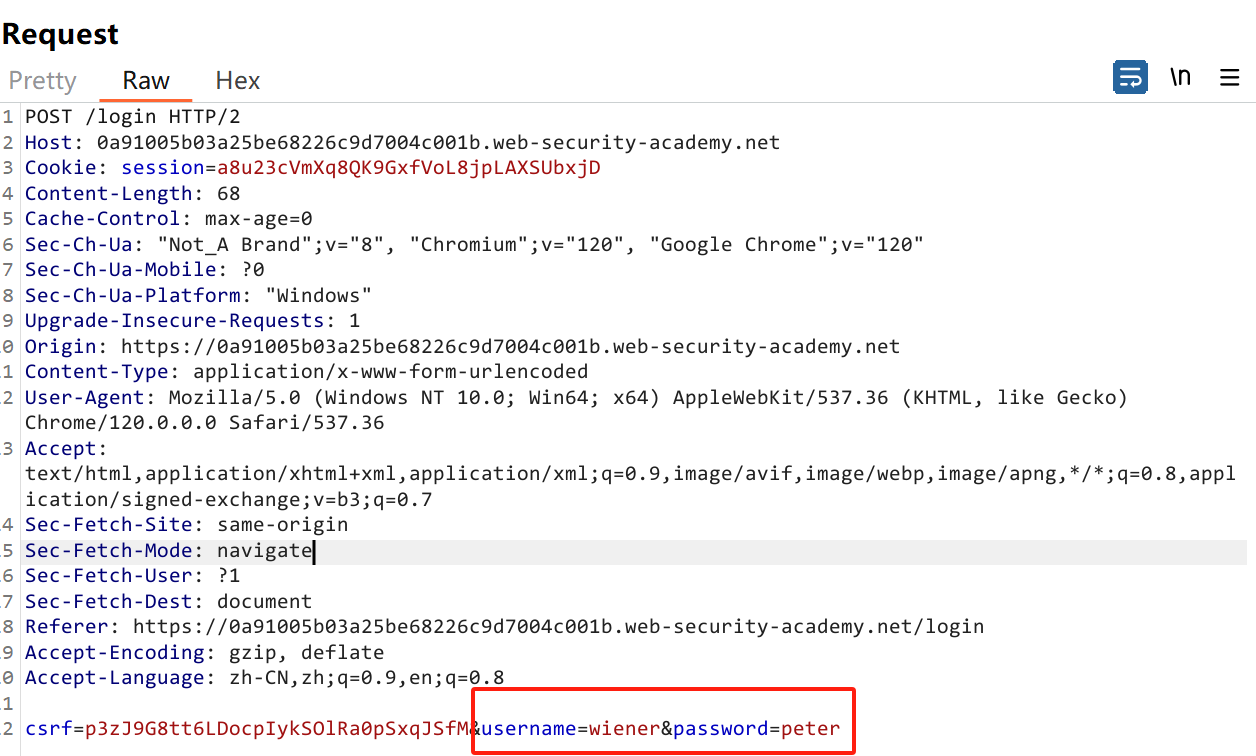 Request
Pretty Raw Hex \n
1 POST /login HTTP/2
2 Host: 0a91005b03a25be68226c9d7004c001b.web-security-academy.net
3 Cookie: session=a8u23cVmXq8QK9GxfVoL8jpLAXSUbxjD
4 Content-Length: 68
5 Cache-Control: max-age=0
6 Sec-Ch-Ua: "Not_A Brand";v="8", "Chromium";v="120", "Google Chrome";v="120"
7 Sec-Ch-Ua-Mobile: ?0
8 Sec-Ch-Ua-Platform: "Windows"
9 Upgrade-Insecure-Requests: 1
0 Origin: https://0a91005b03a25be68226c9d7004c001b.web-security-academy.net
1 Content-Type: application/x-www-form-urlencoded
2 User-Agent: Mozilla/5.0 (Windows NT 10.0; Win64; x64) AppleWebKit/537.36 (KHTML, like Gecko)
Chrome/120.0.0.0 Safari/537.36
3 Accept:
text/html,application/xhtml+xml,application/xml;q=0.9,image/avif,image/webp,image/apng,*/*;q=0.8,appl
ication/signed-exchange;v=b3;q=0.7
4 Sec-Fetch-Site: same-origin
5 Sec-Fetch-Mode: navigate
6 Sec-Fetch-User: ?1
7 Sec-Fetch-Dest: document
8 Referer: https://0a91005b03a25be68226c9d7004c001b.web-security-academy.net/login
9 Accept-Encoding: gzip, deflate
0 Accept-Language: zh-CN,zh;q=0.9,en;q=0.8
1
2 csrf=p3zJ9G8tt6LDocpIykSOlRa0pSxqJSfM&username=wiener&password=peter